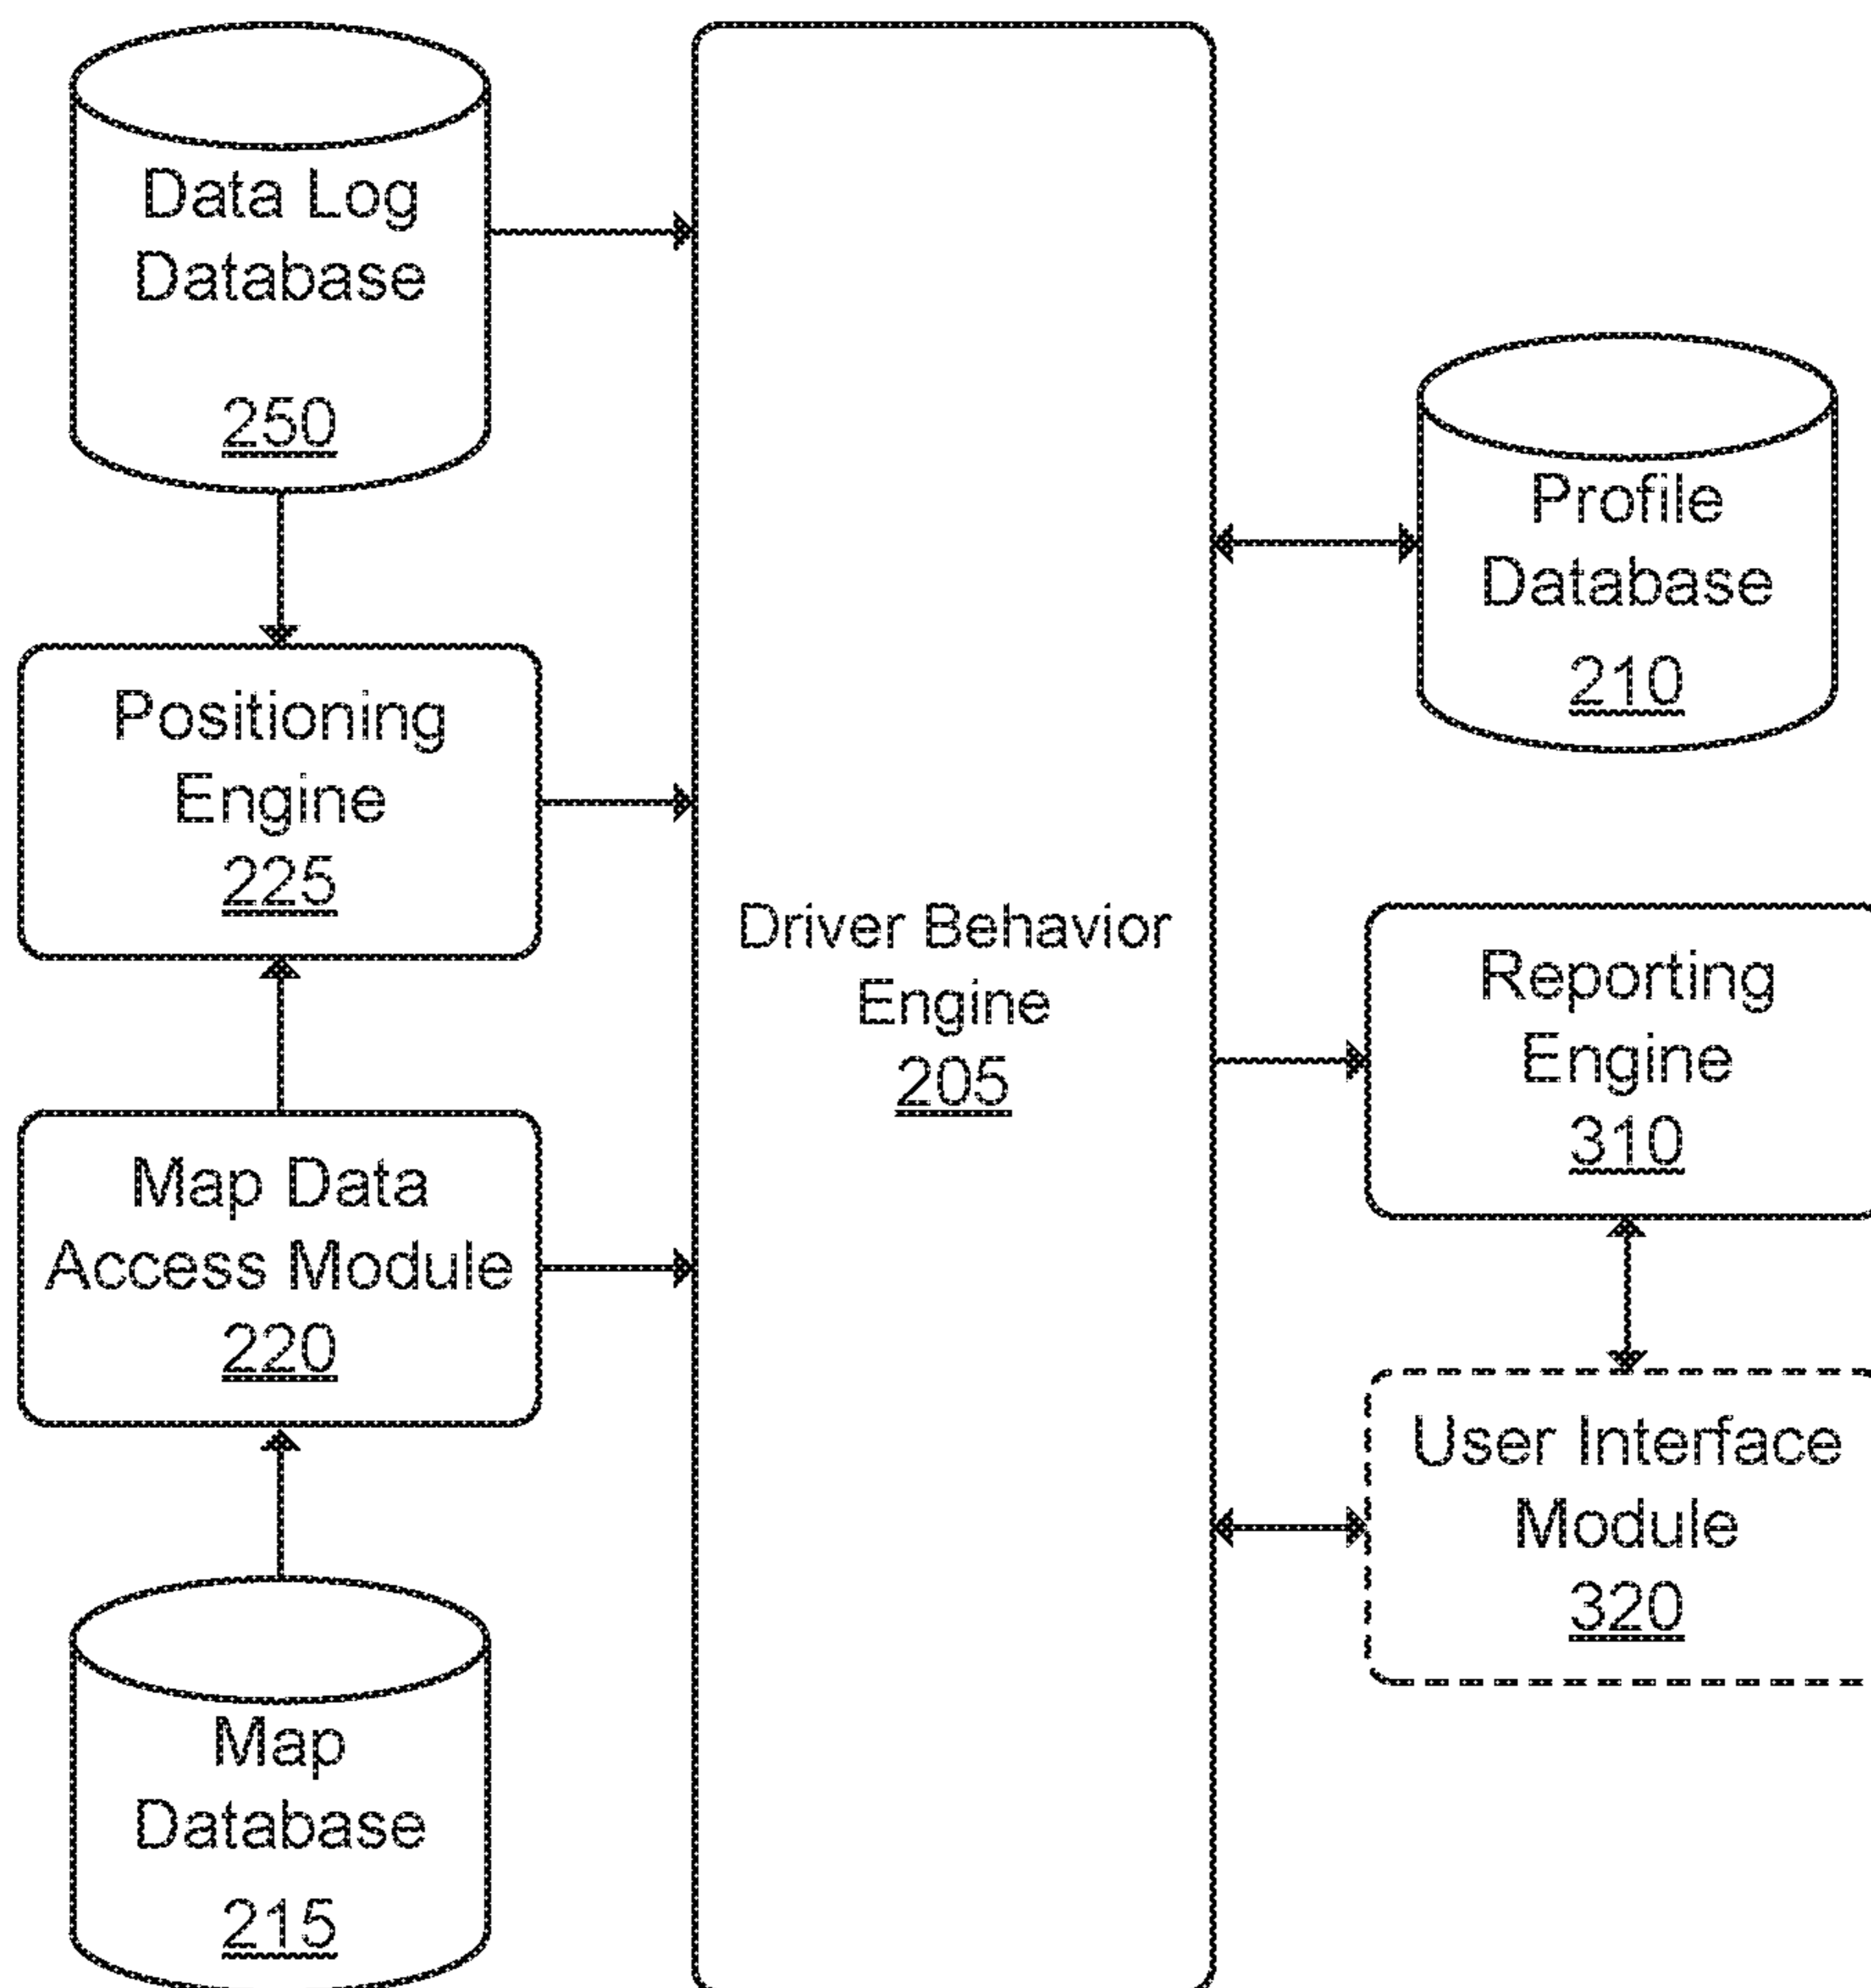 Data Log
Database
250
Positioning
Engine
225
Map Data
Access Module
220
Map
Database
215
Driver Behavior
Engine
205
Profile
Database
210
Reporting
Engine
310
User Interface
Module
320